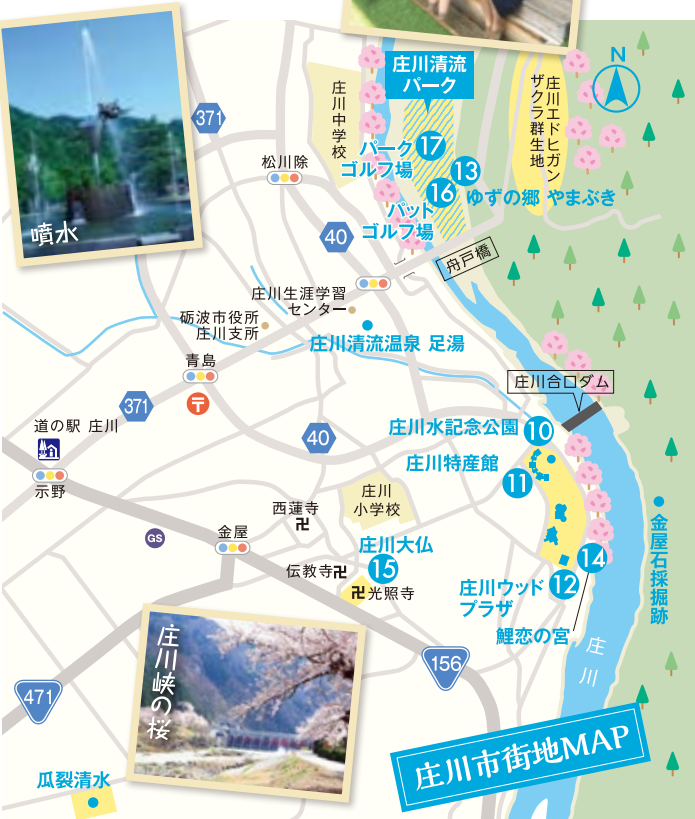 噴水
371
庄川中学校
庄川清流
パーク
N
庄川エドヒガン
ザクラ群生地
松川除
パーク
ゴルフ場
17
13
16
ゆずの郷 やまぶき
パット
ゴルフ場
40
舟戸橋
庄川生涯学習
センター
砺波市役所
庄川支所
庄川清流温泉 足湯
青島
〒
371
道の駅 庄川
示野
庄川合口ダム
庄川水記念公園
10
40
庄川特産館
11
庄川
小学校
西蓮寺
卍
GS
金屋
庄川大仏
15
伝教寺卍
卍光照寺
14
庄川ウッド
プラザ
12
鯉恋の宮
金屋石採掘跡
庄川
庄川峡の桜
156
471
庄川市街地MAP
瓜裂清水